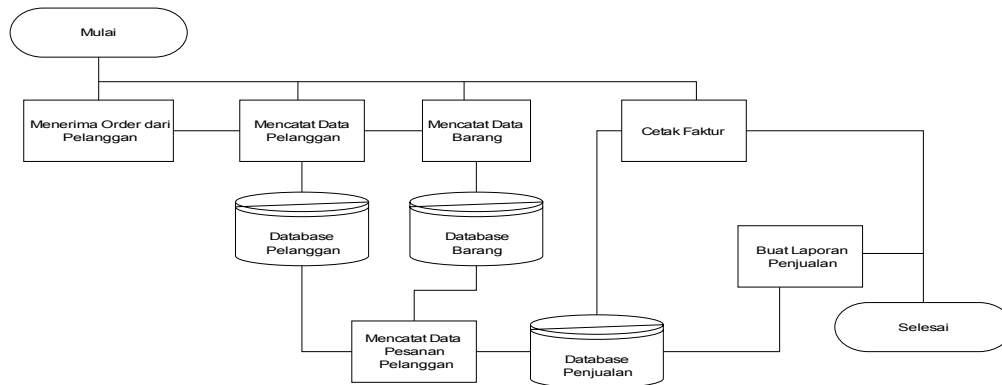 Mulai
Menerima Order dari
Pelanggan
Mencatat Data
Pelanggan
Mencatat Data
Barang
Cetak Faktur
Database
Pelanggan
Database
Barang
Buat Laporan
Penjualan
Mencatat Data
Pesanan
Pelanggan
Database
Penjualan
Selesai